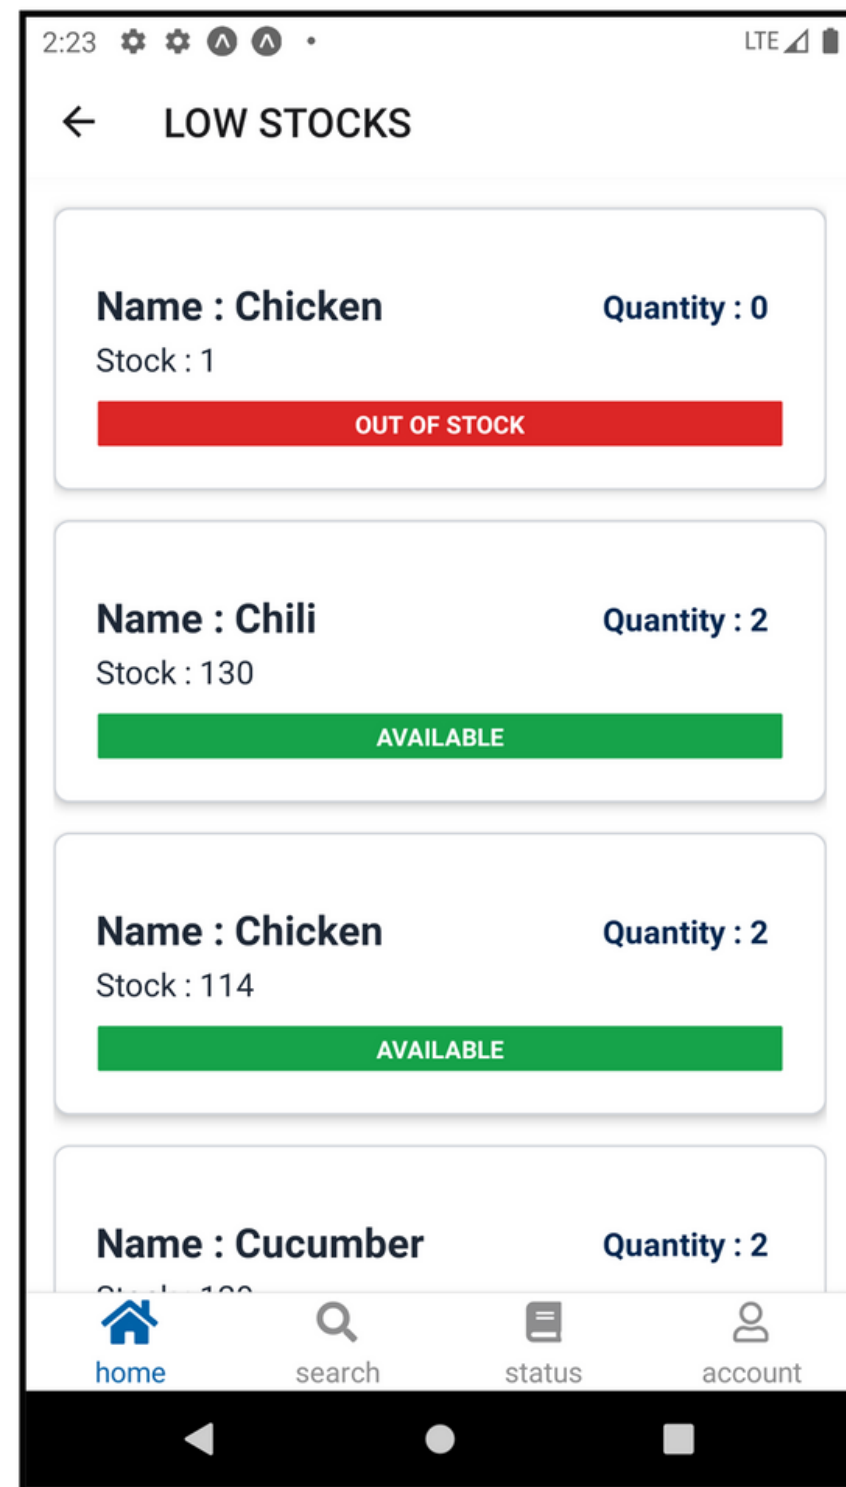 2:23 LTE
LOW STOCKS
Name : Chicken Quantity : 0
Stock : 1
OUT OF STOCK
Name : Chili Quantity : 2
Stock : 130
AVAILABLE
Name : Chicken Quantity : 2
Stock : 114
AVAILABLE
Name : Cucumber Quantity : 2
home search status account